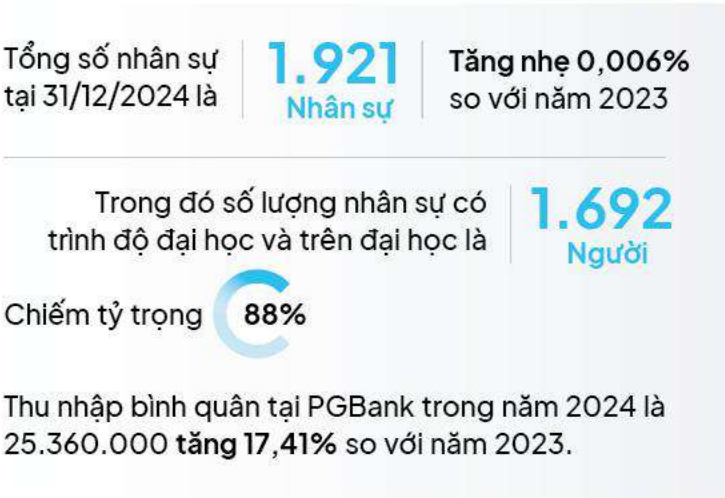 Tổng số nhân sự
tại 31/12/2024 là
1.921
Nhân sự
Tăng nhẹ 0,006%
so với năm 2023
Trong đó số lượng nhân sự có
trình độ đại học và trên đại học là
1.692
Người
Chiếm tỷ trọng 88%
Thu nhập bình quân tại PGBank trong năm 2024 là
25.360.000 tăng 17,41% so với năm 2023.